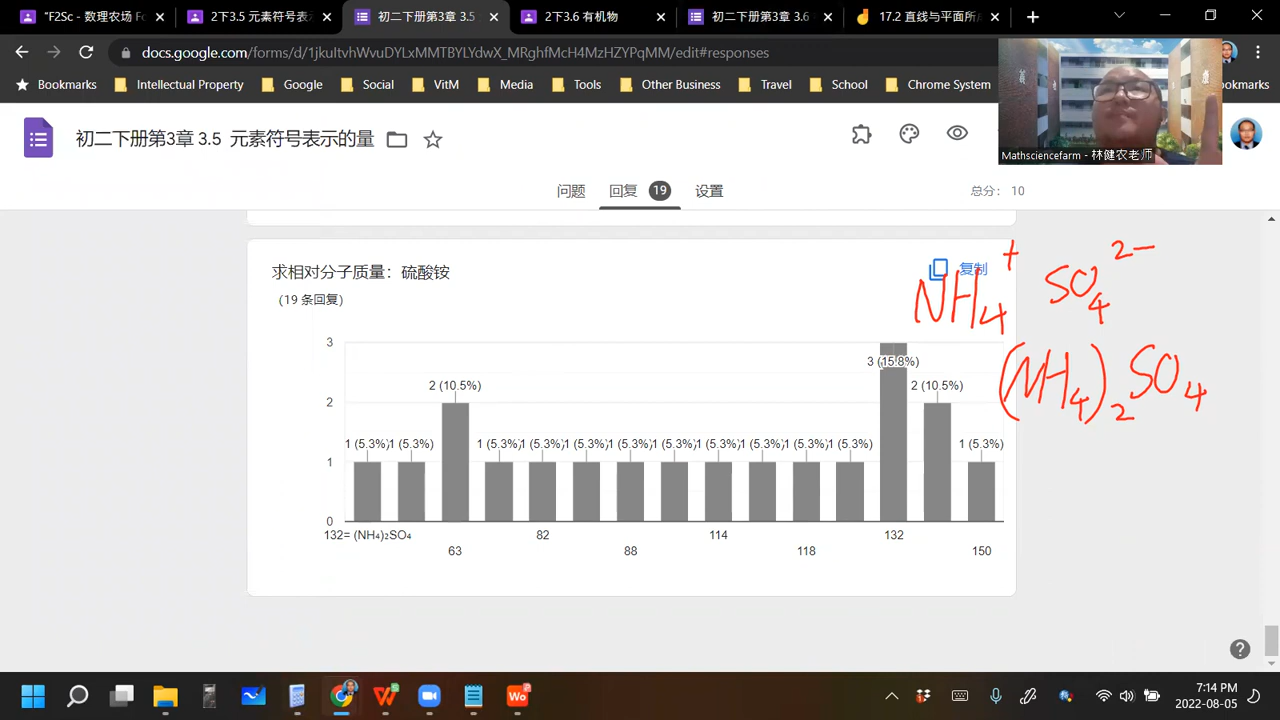 "F2Sc - 数理农场 Fo
2下3.5 元素符号表示
初二下册第3章 3.5
2下3.6 有机物
初二下册第3章 3.6
17.2 直线与平面所
docs.google.com/forms/d/
/edit#responses
Bookmarks
Intellectual Property
Google
Social
Media
Tools
Other Business
Travel
School
Chrome System
ookmarks
初二下册第3章 3.5 元素符号表示的量
Mathsciencefarm - 林健农老师
问题
回复
19
设置
总分: 10
求相对分子质量：硫酸铵
复制
(19 条回复)
NH₄⁺ SO₄²⁻
(NH₄)₂SO₄
3
2
1
0
1 (5.3%)
1 (5.3%)
2 (10.5%)
1 (5.3%)
1 (5.3%)
1 (5.3%)
1 (5.3%)
1 (5.3%)
1 (5.3%)
1 (5.3%)
1 (5.3%)
1 (5.3%)
3 (15.8%)
2 (10.5%)
1 (5.3%)
132= (NH₄)₂SO₄
82
114
132
63
88
118
150
7:14 PM
2022-08-05